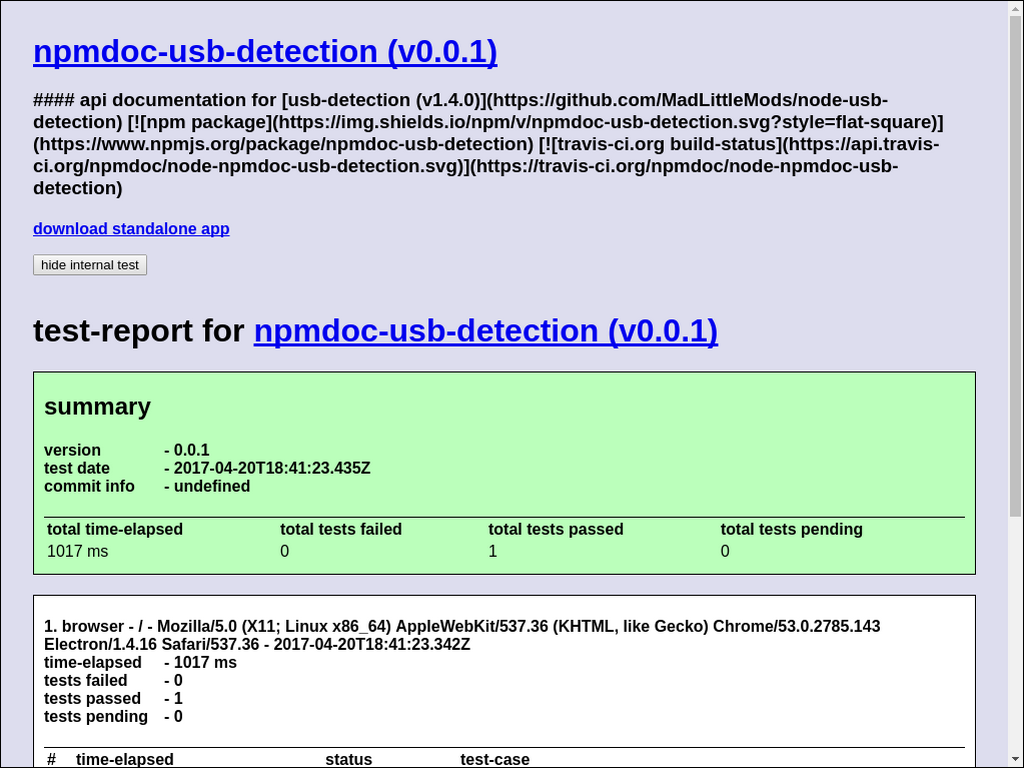 npmdoc-usb-detection (v0.0.1)
#### api documentation for [usb-detection (v1.4.0)](https://github.com/MadLittleMods/node-usb-
detection) [![npm package](https://img.shields.io/npm/v/npmdoc-usb-detection.svg?style=flat-square)]
(https://www.npmjs.org/package/npmdoc-usb-detection) [![travis-ci.org build-status](https://api.travis-
ci.org/npmdoc/node-npmdoc-usb-detection.svg)](https://travis-ci.org/npmdoc/node-npmdoc-usb-
detection)
download standalone app
hide internal test
test-report for npmdoc-usb-detection (v0.0.1)
summary
version - 0.0.1
test date - 2017-04-20T18:41:23.435Z
commit info - undefined
total time-elapsed total tests failed total tests passed total tests pending
1017 ms 0 1 0
1. browser - / - Mozilla/5.0 (X11; Linux x86_64) AppleWebKit/537.36 (KHTML, like Gecko) Chrome/53.0.2785.143
Electron/1.4.16 Safari/537.36 - 2017-04-20T18:41:23.342Z
time-elapsed - 1017 ms
tests failed - 0
tests passed - 1
tests pending - 0
# time-elapsed status test-case